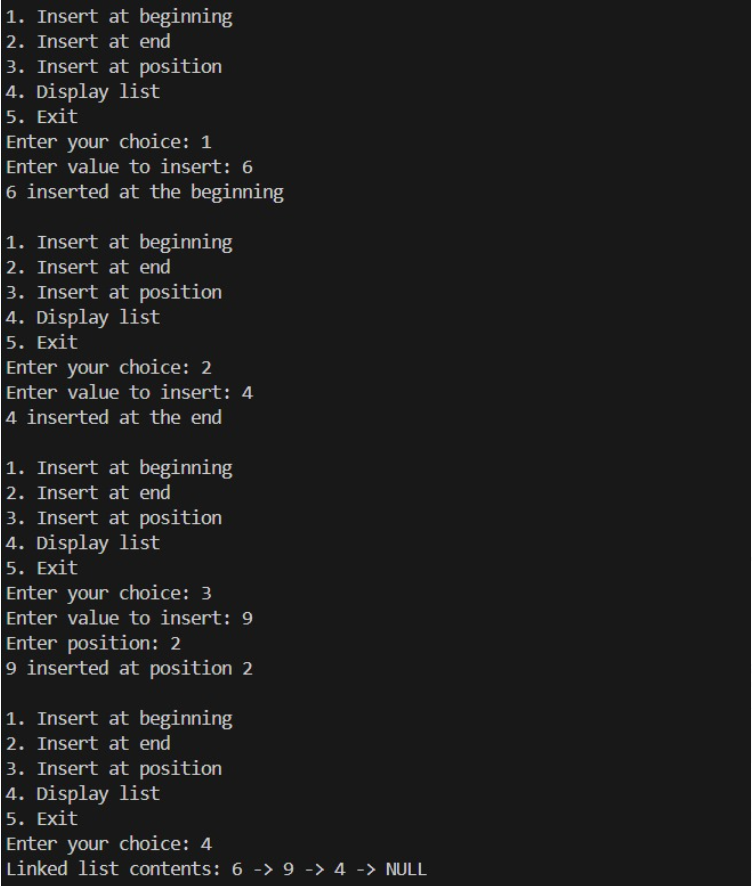 1. Insert at beginning
2. Insert at end
3. Insert at position
4. Display list
5. Exit
Enter your choice: 1
Enter value to insert: 6
6 inserted at the beginning
1. Insert at beginning
2. Insert at end
3. Insert at position
4. Display list
5. Exit
Enter your choice: 2
Enter value to insert: 4
4 inserted at the end
1. Insert at beginning
2. Insert at end
3. Insert at position
4. Display list
5. Exit
Enter your choice: 3
Enter value to insert: 9
Enter position: 2
9 inserted at position 2
1. Insert at beginning
2. Insert at end
3. Insert at position
4. Display list
5. Exit
Enter your choice: 4
Linked list contents: 6 -> 9 -> 4 -> NULL